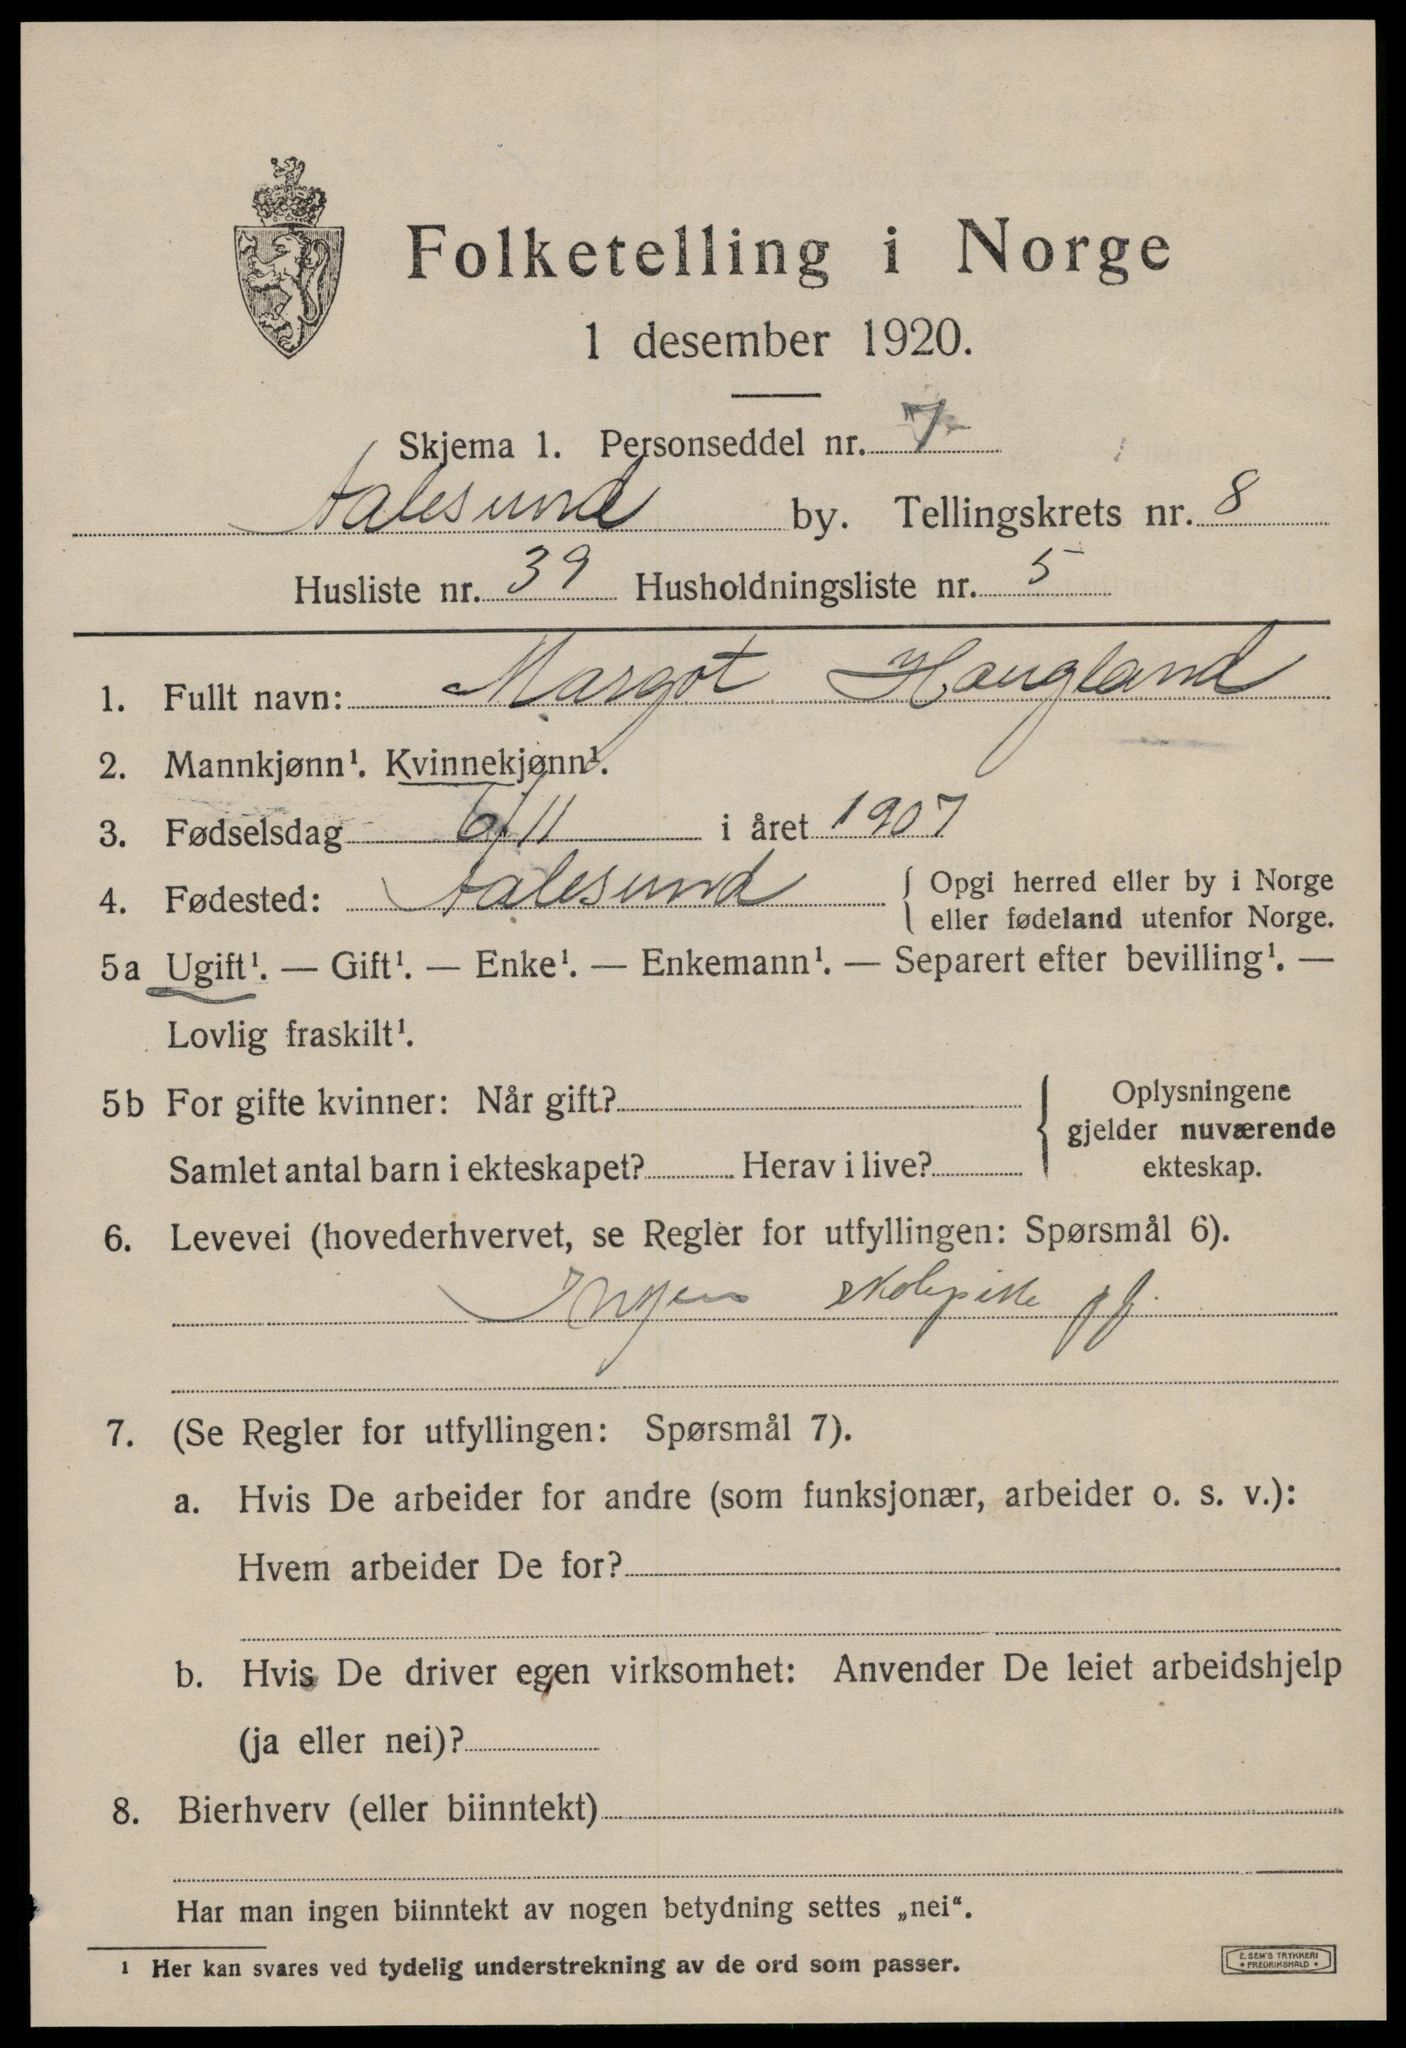 Folketelling i Norge
1 desember 1920.
Skjema 1. Personseddel nr. 7
Aalesund by. Tellingskrets nr. 8
Husliste nr. 39 Husholdningsliste nr. 5
1. Fullt navn: Margot Haugland
2. Mannkjønn¹. Kvinnekjønn¹.
3. Fødselsdag 6/11 i året 1907
4. Fødested: Aalesund { Opgi herred eller by i Norge
eller fødeland utenfor Norge.
5a Ugift¹. — Gift¹. — Enke¹. — Enkemann¹. — Separert efter bevilling¹. —
Lovlig fraskilt¹.
5b For gifte kvinner: Når gift? { Oplysningene
gjelder nuværende
Samlet antal barn i ekteskapet? Herav i live? ekteskap.
6. Levevei (hovederhvervet, se Regler for utfyllingen: Spørsmål 6).
Ingen skolepike
7. (Se Regler for utfyllingen: Spørsmål 7).
a. Hvis De arbeider for andre (som funksjonær, arbeider o. s. v.):
Hvem arbeider De for?
b. Hvis De driver egen virksomhet: Anvender De leiet arbeidshjelp
(ja eller nei)?
8. Bierhverv (eller biinntekt)
Har man ingen biinntekt av nogen betydning settes „nei“.
¹ Her kan svares ved tydelig understrekning av de ord som passer.
E. SEM'S TRYKKERI
* FREDRIKSHALD *